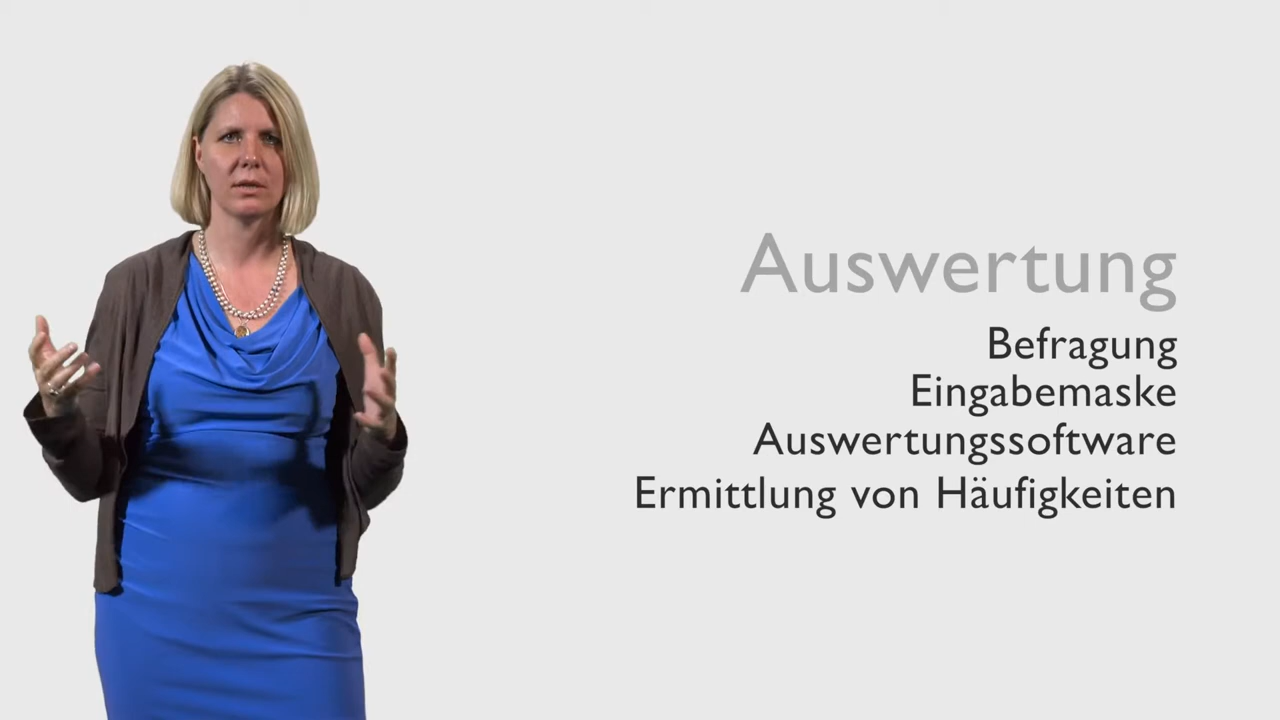 Auswertung
Befragung
Eingabemaske
Auswertungssoftware
Ermittlung von Häufigkeiten